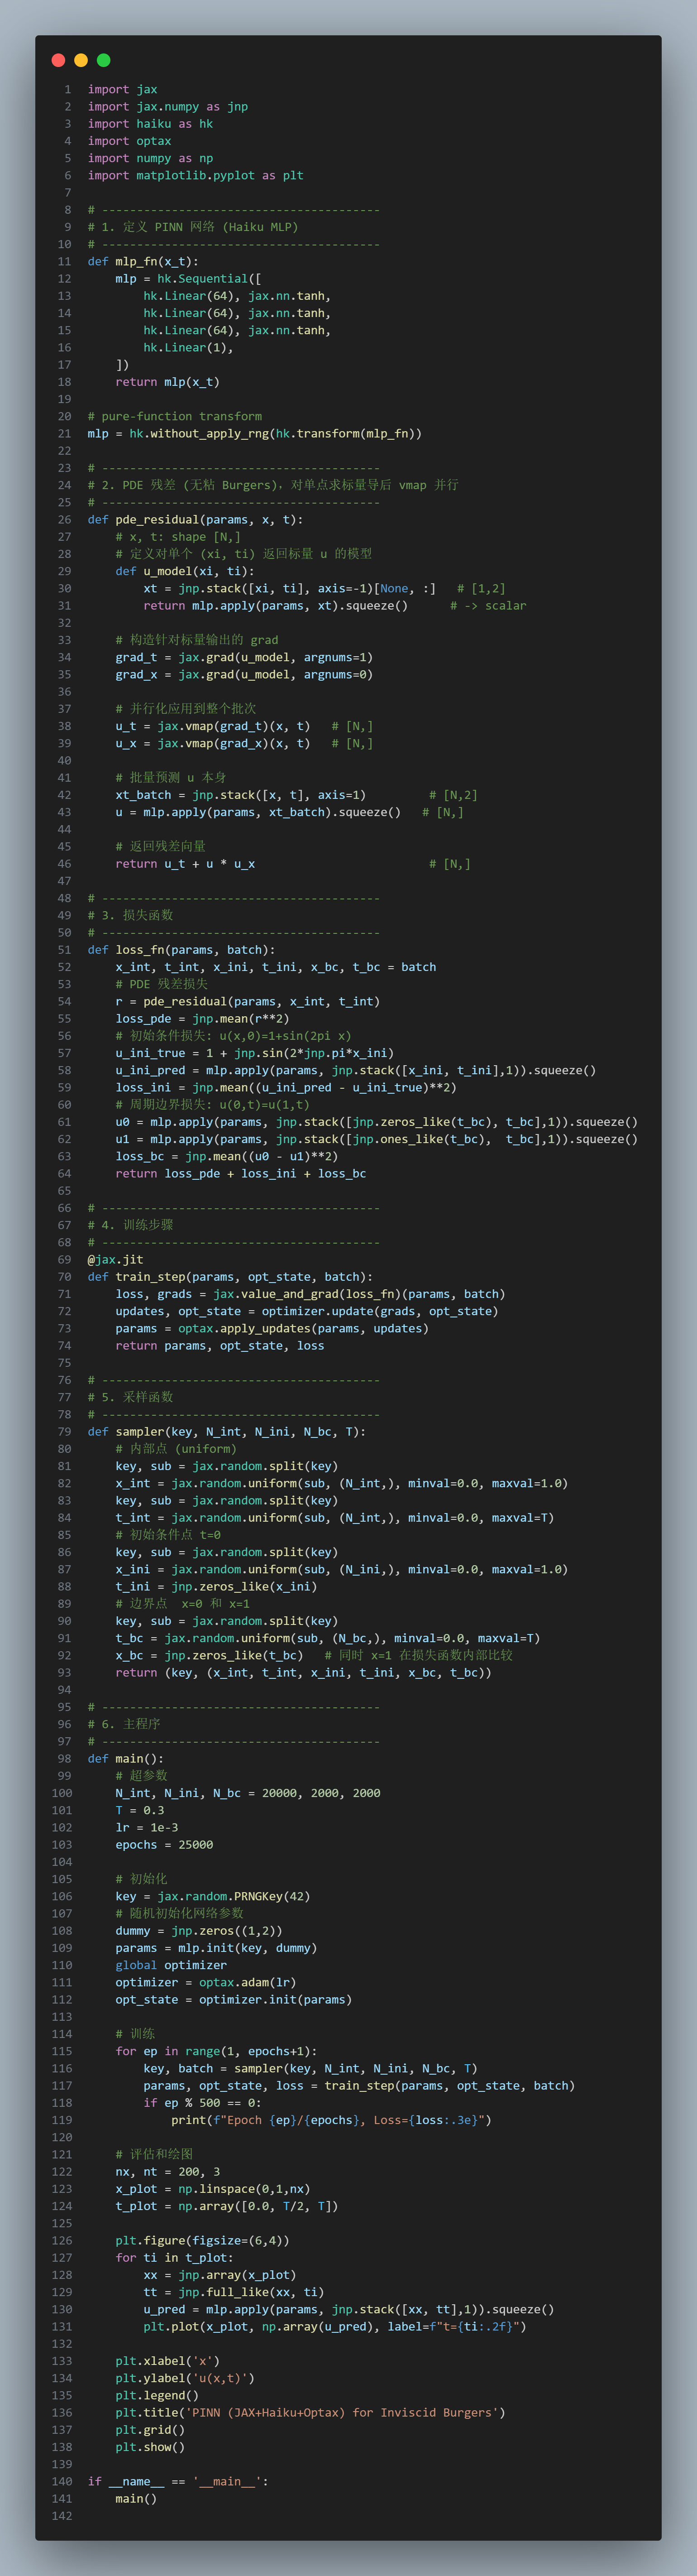 1 import jax
2 import jax.numpy as jnp
3 import haiku as hk
4 import optax
5 import numpy as np
6 import matplotlib.pyplot as plt
7
8 # ----------------------------------------
9 # 1. 定义 PINN 网络 (Haiku MLP)
10 # ----------------------------------------
11 def mlp_fn(x_t):
12     mlp = hk.Sequential([
13         hk.Linear(64), jax.nn.tanh,
14         hk.Linear(64), jax.nn.tanh,
15         hk.Linear(64), jax.nn.tanh,
16         hk.Linear(1),
17     ])
18     return mlp(x_t)
19
20 # pure-function transform
21 mlp = hk.without_apply_rng(hk.transform(mlp_fn))
22
23 # ----------------------------------------
24 # 2. PDE 残差 (无粘 Burgers)，对单点求标量导后 vmap 并行
25 # ----------------------------------------
26 def pde_residual(params, x, t):
27     # x, t: shape [N,]
28     # 定义对单个 (xi, ti) 返回标量 u 的模型
29     def u_model(xi, ti):
30         xt = jnp.stack([xi, ti], axis=-1)[None, :]   # [1,2]
31         return mlp.apply(params, xt).squeeze()      # -> scalar
32
33     # 构造针对标量输出的 grad
34     grad_t = jax.grad(u_model, argnums=1)
35     grad_x = jax.grad(u_model, argnums=0)
36
37     # 并行化应用到整个批次
38     u_t = jax.vmap(grad_t)(x, t)   # [N,]
39     u_x = jax.vmap(grad_x)(x, t)   # [N,]
40
41     # 批量预测 u 本身
42     xt_batch = jnp.stack([x, t], axis=1)         # [N,2]
43     u = mlp.apply(params, xt_batch).squeeze()   # [N,]
44
45     # 返回残差向量
46     return u_t + u * u_x                         # [N,]
47
48 # ----------------------------------------
49 # 3. 损失函数
50 # ----------------------------------------
51 def loss_fn(params, batch):
52     x_int, t_int, x_ini, t_ini, x_bc, t_bc = batch
53     # PDE 残差损失
54     r = pde_residual(params, x_int, t_int)
55     loss_pde = jnp.mean(r**2)
56     # 初始条件损失: u(x,0)=1+sin(2pi x)
57     u_ini_true = 1 + jnp.sin(2*jnp.pi*x_ini)
58     u_ini_pred = mlp.apply(params, jnp.stack([x_ini, t_ini],1)).squeeze()
59     loss_ini = jnp.mean((u_ini_pred - u_ini_true)**2)
60     # 周期边界损失: u(0,t)=u(1,t)
61     u0 = mlp.apply(params, jnp.stack([jnp.zeros_like(t_bc), t_bc],1)).squeeze()
62     u1 = mlp.apply(params, jnp.stack([jnp.ones_like(t_bc),  t_bc],1)).squeeze()
63     loss_bc = jnp.mean((u0 - u1)**2)
64     return loss_pde + loss_ini + loss_bc
65
66 # ----------------------------------------
67 # 4. 训练步骤
68 # ----------------------------------------
69 @jax.jit
70 def train_step(params, opt_state, batch):
71     loss, grads = jax.value_and_grad(loss_fn)(params, batch)
72     updates, opt_state = optimizer.update(grads, opt_state)
73     params = optax.apply_updates(params, updates)
74     return params, opt_state, loss
75
76 # ----------------------------------------
77 # 5. 采样函数
78 # ----------------------------------------
79 def sampler(key, N_int, N_ini, N_bc, T):
80     # 内部点 (uniform)
81     key, sub = jax.random.split(key)
82     x_int = jax.random.uniform(sub, (N_int,), minval=0.0, maxval=1.0)
83     key, sub = jax.random.split(key)
84     t_int = jax.random.uniform(sub, (N_int,), minval=0.0, maxval=T)
85     # 初始条件点 t=0
86     key, sub = jax.random.split(key)
87     x_ini = jax.random.uniform(sub, (N_ini,), minval=0.0, maxval=1.0)
88     t_ini = jnp.zeros_like(x_ini)
89     # 边界点  x=0 和 x=1
90     key, sub = jax.random.split(key)
91     t_bc = jax.random.uniform(sub, (N_bc,), minval=0.0, maxval=T)
92     x_bc = jnp.zeros_like(t_bc)   # 同时 x=1 在损失函数内部比较
93     return (key, (x_int, t_int, x_ini, t_ini, x_bc, t_bc))
94
95 # ----------------------------------------
96 # 6. 主程序
97 # ----------------------------------------
98 def main():
99     # 超参数
100     N_int, N_ini, N_bc = 20000, 2000, 2000
101     T = 0.3
102     lr = 1e-3
103     epochs = 25000
104
105     # 初始化
106     key = jax.random.PRNGKey(42)
107     # 随机初始化网络参数
108     dummy = jnp.zeros((1,2))
109     params = mlp.init(key, dummy)
110     global optimizer
111     optimizer = optax.adam(lr)
112     opt_state = optimizer.init(params)
113
114     # 训练
115     for ep in range(1, epochs+1):
116         key, batch = sampler(key, N_int, N_ini, N_bc, T)
117         params, opt_state, loss = train_step(params, opt_state, batch)
118         if ep % 500 == 0:
119             print(f"Epoch {ep}/{epochs}, Loss={loss:.3e}")
120
121     # 评估和绘图
122     nx, nt = 200, 3
123     x_plot = np.linspace(0,1,nx)
124     t_plot = np.array([0.0, T/2, T])
125
126     plt.figure(figsize=(6,4))
127     for ti in t_plot:
128         xx = jnp.array(x_plot)
129         tt = jnp.full_like(xx, ti)
130         u_pred = mlp.apply(params, jnp.stack([xx, tt],1)).squeeze()
131         plt.plot(x_plot, np.array(u_pred), label=f"t={ti:.2f}")
132
133     plt.xlabel('x')
134     plt.ylabel('u(x,t)')
135     plt.legend()
136     plt.title('PINN (JAX+Haiku+Optax) for Inviscid Burgers')
137     plt.grid()
138     plt.show()
139
140 if __name__ == '__main__':
141     main()
142